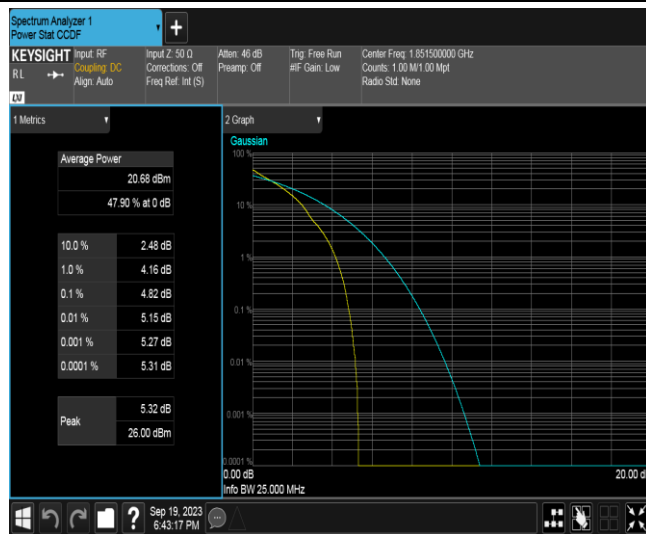 Spectrum Analyzer 1
Power Stat CCDF
+
KEYSIGHT
RL
Input: RF
Coupling: DC
Align: Auto
Input Z: 50 Ω
Corrections: Off
Freq Ref: Int (S)
Atten: 46 dB
Preamp: Off
Trig: Free Run
#IF Gain: Low
Center Freq: 1.851500000 GHz
Counts: 1.00 M/1.00 Mpt
Radio Std: None
1 Metrics
Average Power
20.68 dBm
47.90 % at 0 dB
10.0 % 2.48 dB
1.0 % 4.16 dB
0.1 % 4.82 dB
0.01 % 5.15 dB
0.001 % 5.27 dB
0.0001 % 5.31 dB
Peak
5.32 dB
26.00 dBm
2 Graph
Gaussian
100 %
10 %
1 %
0.1 %
0.01 %
0.001 %
0.0001 %
0.00 dB
20.00 d
Info BW 25.000 MHz
?
Sep 19, 2023
6:43:17 PM